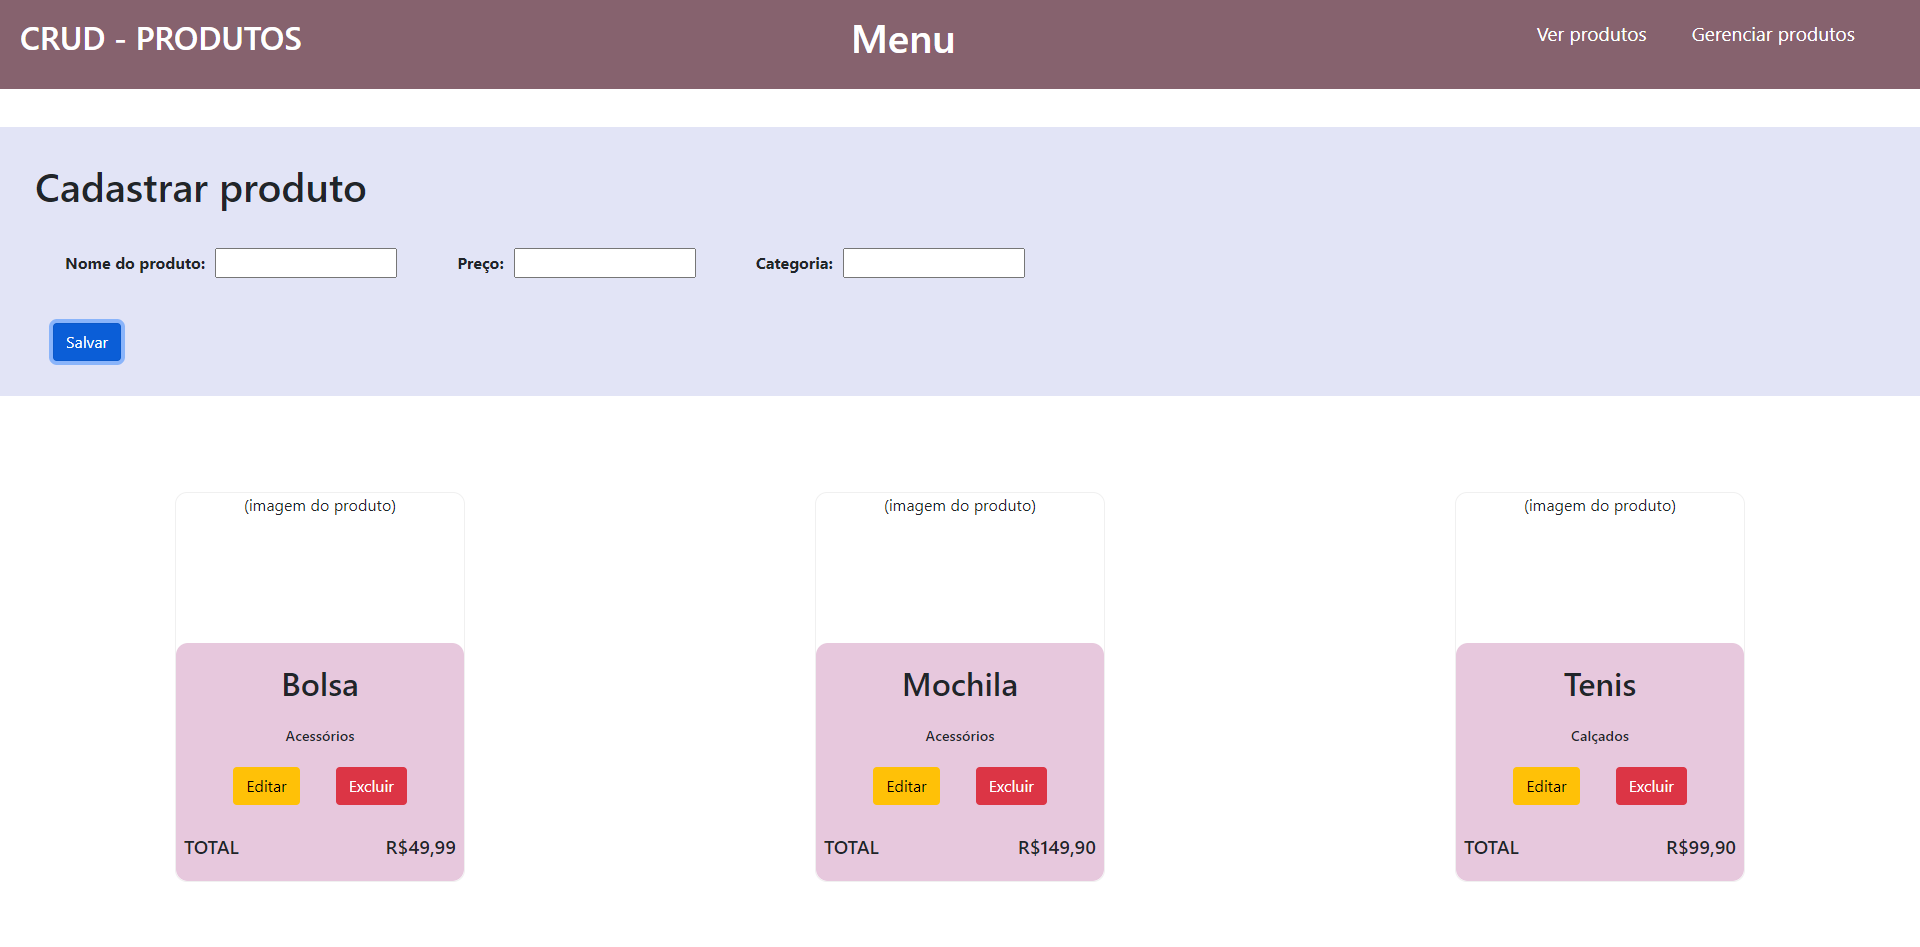 CRUD - PRODUTOS Menu Ver produtos Gerenciar produtos
Cadastrar produto
Nome do produto: Preço: Categoria:
Salvar
(imagem do produto) (imagem do produto) (imagem do produto)
Bolsa Mochila Tenis
Acessórios Acessórios Calçados
Editar Excluir Editar Excluir Editar Excluir
TOTAL R$49,99 TOTAL R$149,90 TOTAL R$99,90